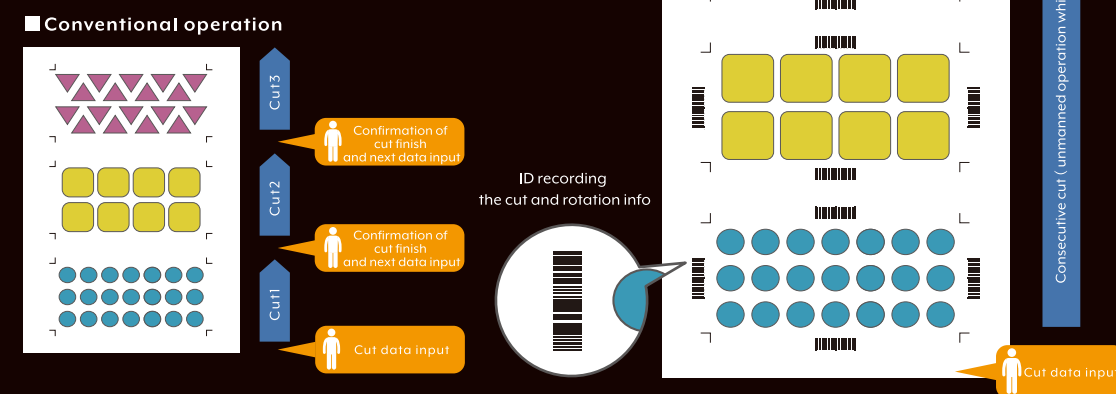 ■Conventional operation
Cut3
Confirmation of
cut finish
and next data input
Cut2
Confirmation of
cut finish
and next data input
Cut1
Cut data input
ID recording
the cut and rotation info
Consecutive cut (unmanned operation
Cut data input